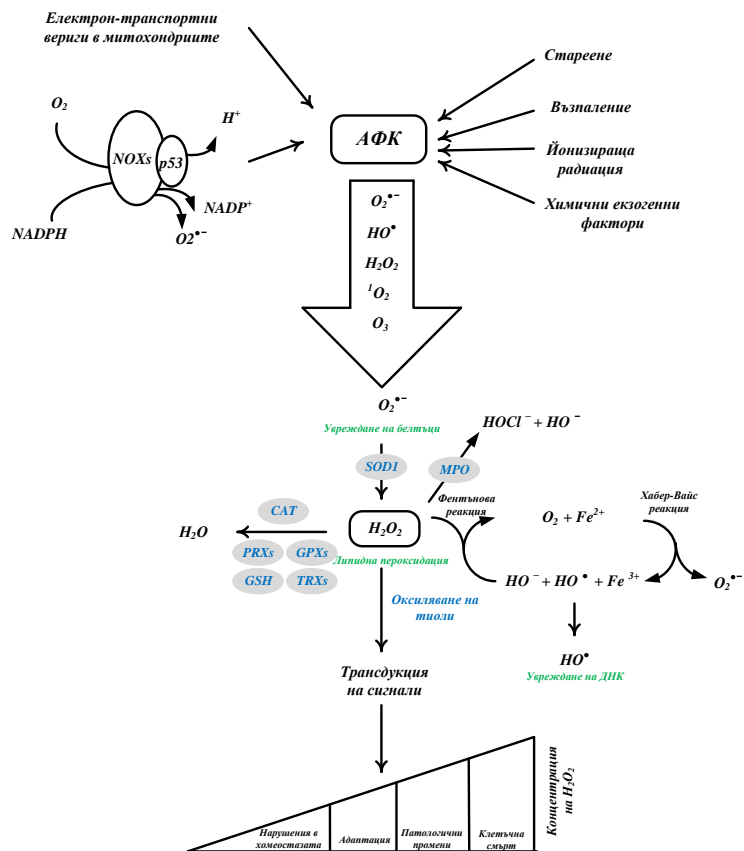 Електрон-транспортни
вериги в митохондриите
Стареене
O₂
H⁺
Възпаление
АФК
NOXs
p53
Йонизираща
радиация
NADP⁺
Химични екзогенни
фактори
NADPH
O2•⁻
O₂•⁻
HO•
H₂O₂
¹O₂
O₃
O₂•⁻
HOCl⁻ + HO⁻
Увреждане на белтъци
SOD1
MPO
Фентънова
реакция
Хабер-Вайс
реакция
CAT
H₂O
H₂O₂
O₂ + Fe²⁺
PRXs
GPXs
Липидна пероксидация
GSH
TRXs
HO⁻ + HO• + Fe³⁺
O₂•⁻
Оксиляване на
тиоли
HO•
Увреждане на ДНК
Трансдукция
на сигнали
Концентрация
на H₂O₂
Нарушения в
хомеостазата
Адаптация
Патологични
промени
Клетъчна
смърт